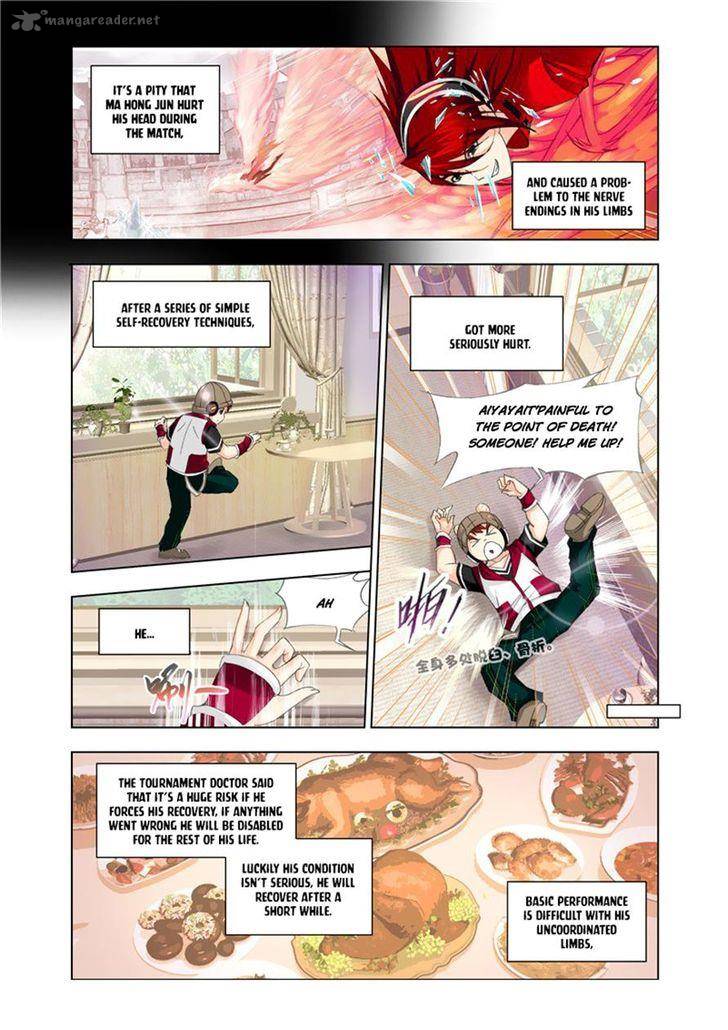 mangareader.net
IT'S A PITY THAT
MA HONG JUN HURT
HIS HEAD DURING
THE MATCH,
AND CAUSED A PROB-
LEM TO THE NERVE
ENDINGS IN HIS LIMBS
AFTER A SERIES OF SIMPLE
SELF-RECOVERY TECHNIQUES,
GOT MORE
SERIOUSLY HURT.
AIYAYAIT'PAINFUL TO
THE POINT OF DEATH!
SOMEONE! HELP ME UP!
啪!
全身多处脱臼、骨折。
AH
HE...
THE TOURNAMENT DOCTOR SAID
THAT IT'S A HUGE RISK IF HE
FORCES HIS RECOVERY, IF ANYTHING
WENT WRONG HE WILL BE DISABLED
FOR THE REST OF HIS LIFE.
LUCKILY HIS CONDITION
ISN'T SERIOUS, HE WILL
RECOVER AFTER A
SHORT WHILE.
BASIC PERFORMANCE
IS DIFFICULT WITH HIS
UNCOORDINATED
LIMBS,